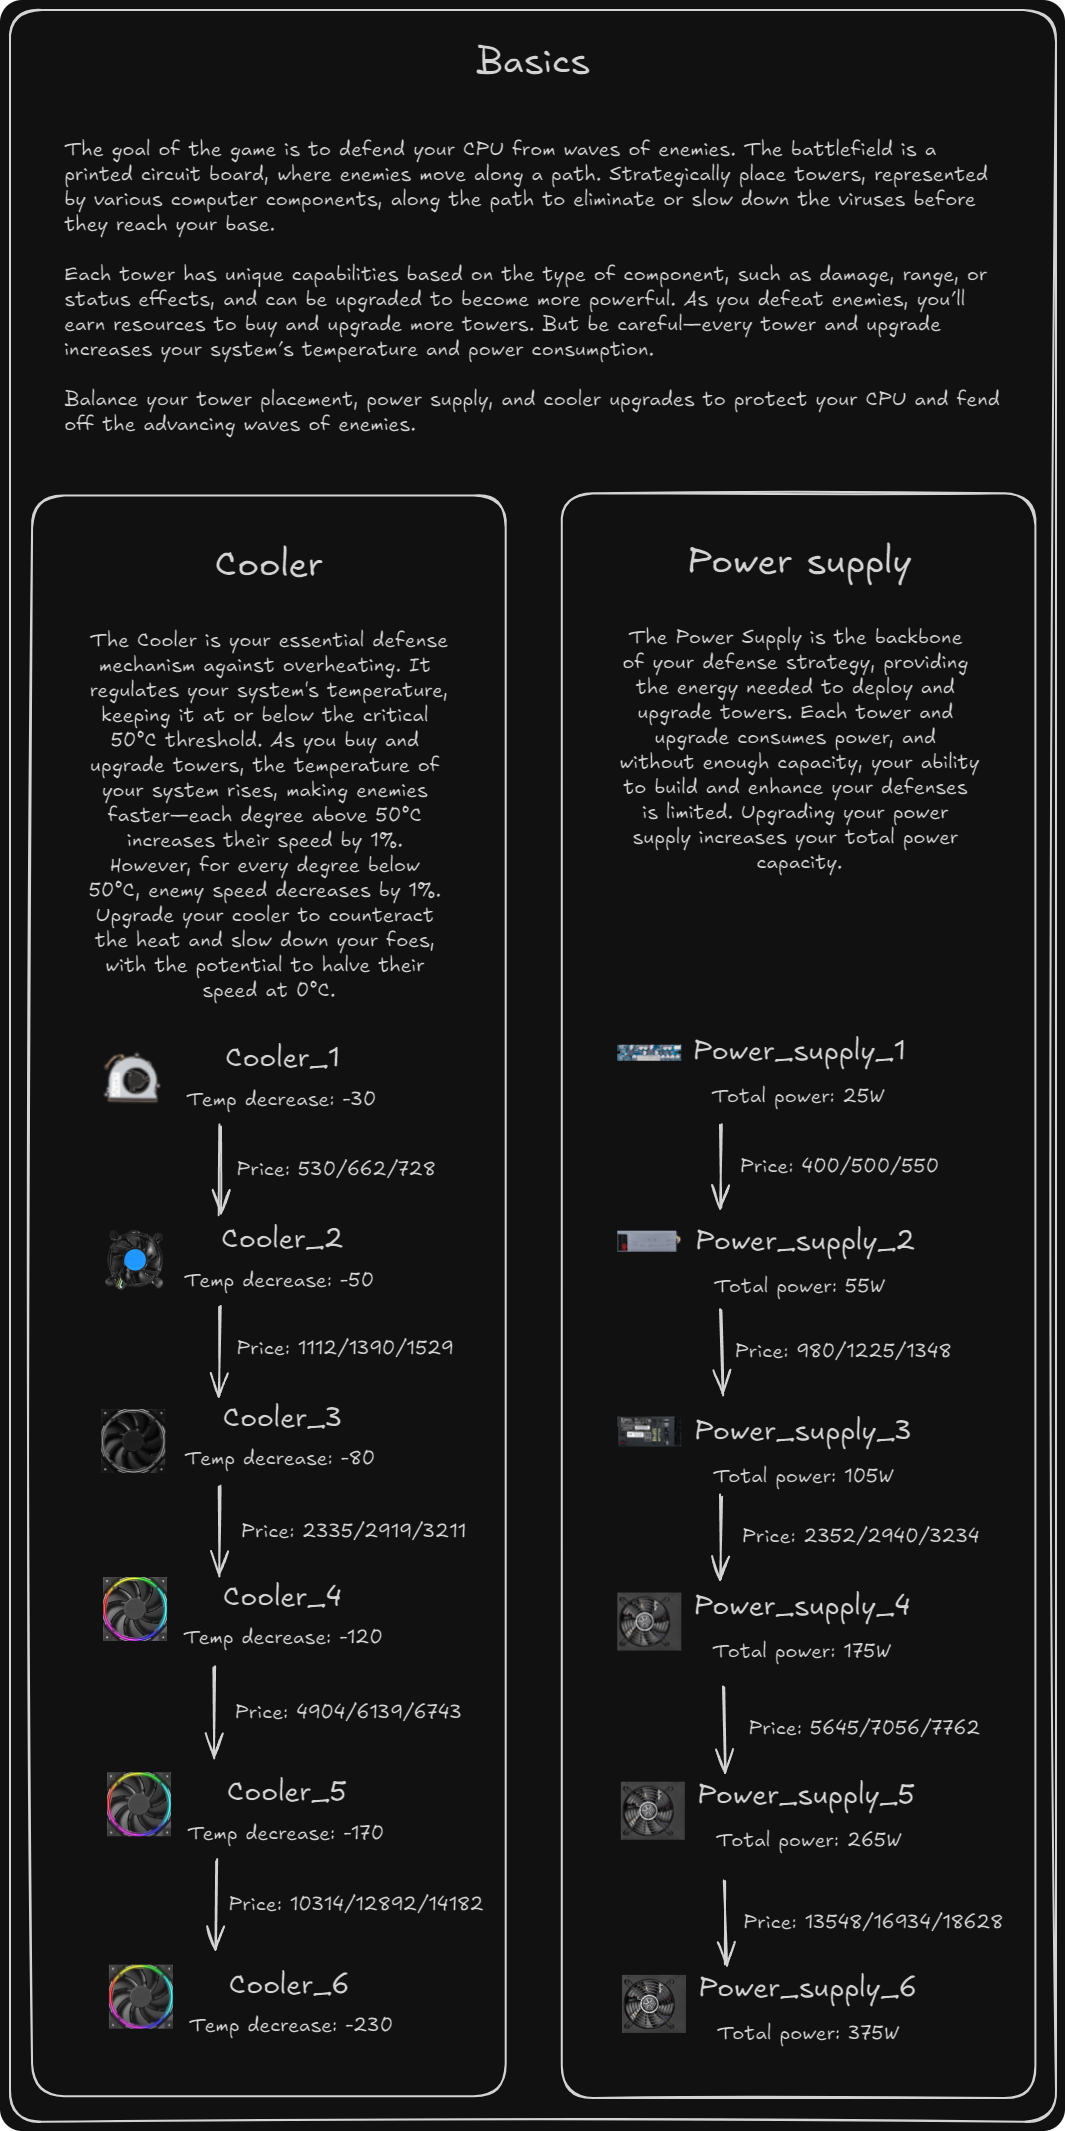 Basics
The goal of the game is to defend your CPU from waves of enemies. The battlefield is a
printed circuit board, where enemies move along a path. Strategically place towers, represented
by various computer components, along the path to eliminate or slow down the viruses before
they reach your base.
Each tower has unique capabilities based on the type of component, such as damage, range, or
status effects, and can be upgraded to become more powerful. As you defeat enemies, you'll
earn resources to buy and upgrade more towers. But be careful—every tower and upgrade
increases your system's temperature and power consumption.
Balance your tower placement, power supply, and cooler upgrades to protect your CPU and fend
off the advancing waves of enemies.
Cooler
The Cooler is your essential defense
mechanism against overheating. It
regulates your system's temperature,
keeping it at or below the critical
50°C threshold. As you buy and
upgrade towers, the temperature of
your system rises, making enemies
faster—each degree above 50°C
increases their speed by 1%.
However, for every degree below
50°C, enemy speed decreases by 1%.
Upgrade your cooler to counteract
the heat and slow down your foes,
with the potential to halve their
speed at 0°C.
Cooler_1
Temp decrease: -30
Price: 530/662/728
Cooler_2
Temp decrease: -50
Price: 1112/1390/1529
Cooler_3
Temp decrease: -80
Price: 2335/2919/3211
Cooler_4
Temp decrease: -120
Price: 4904/6139/6743
Cooler_5
Temp decrease: -170
Price: 10314/12892/14182
Cooler_6
Temp decrease: -230
Power supply
The Power Supply is the backbone
of your defense strategy, providing
the energy needed to deploy and
upgrade towers. Each tower and
upgrade consumes power, and
without enough capacity, your ability
to build and enhance your defenses
is limited. Upgrading your power
supply increases your total power
capacity.
Power_supply_1
Total power: 25W
Price: 400/500/550
Power_supply_2
Total power: 55W
Price: 980/1225/1348
Power_supply_3
Total power: 105W
Price: 2352/2940/3234
Power_supply_4
Total power: 175W
Price: 5645/7056/7762
Power_supply_5
Total power: 265W
Price: 13548/16934/18628
Power_supply_6
Total power: 375W